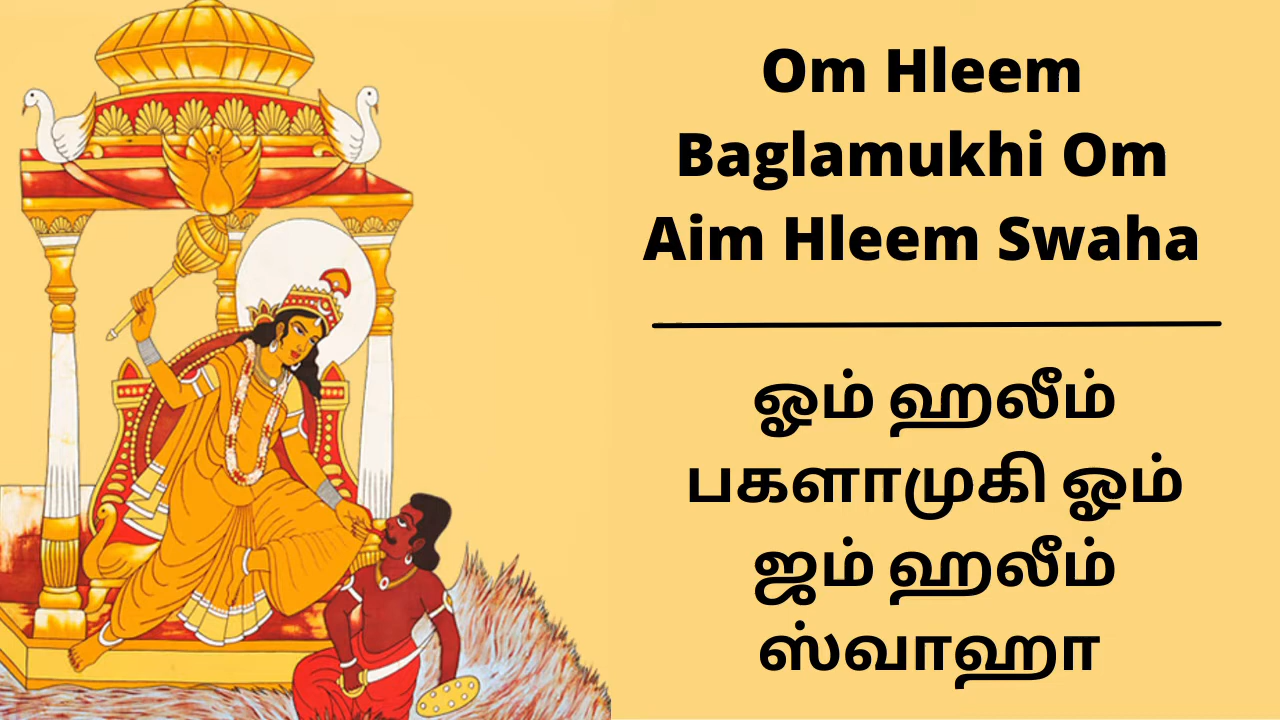 Om Hleem
Baglamukhi Om
Aim Hleem Swaha
ஓம் ஹலீம்
பகளாமுகி ஓம்
ஜம் ஹலீம்
ஸ்வாஹா